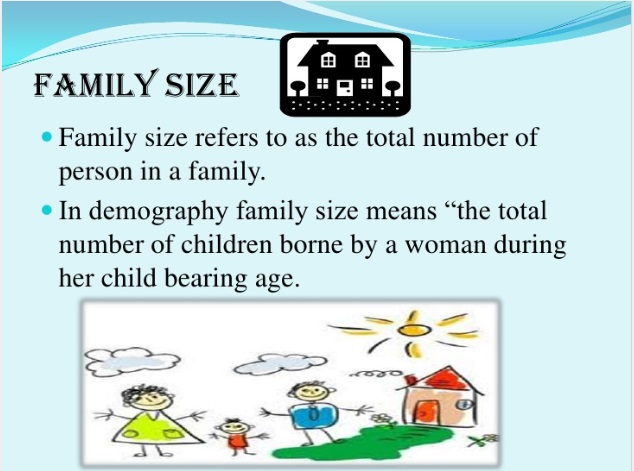 FAMILY SIZE
Family size refers to as the total number of
person in a family.
In demography family size means “the total
number of children borne by a woman during
her child bearing age.